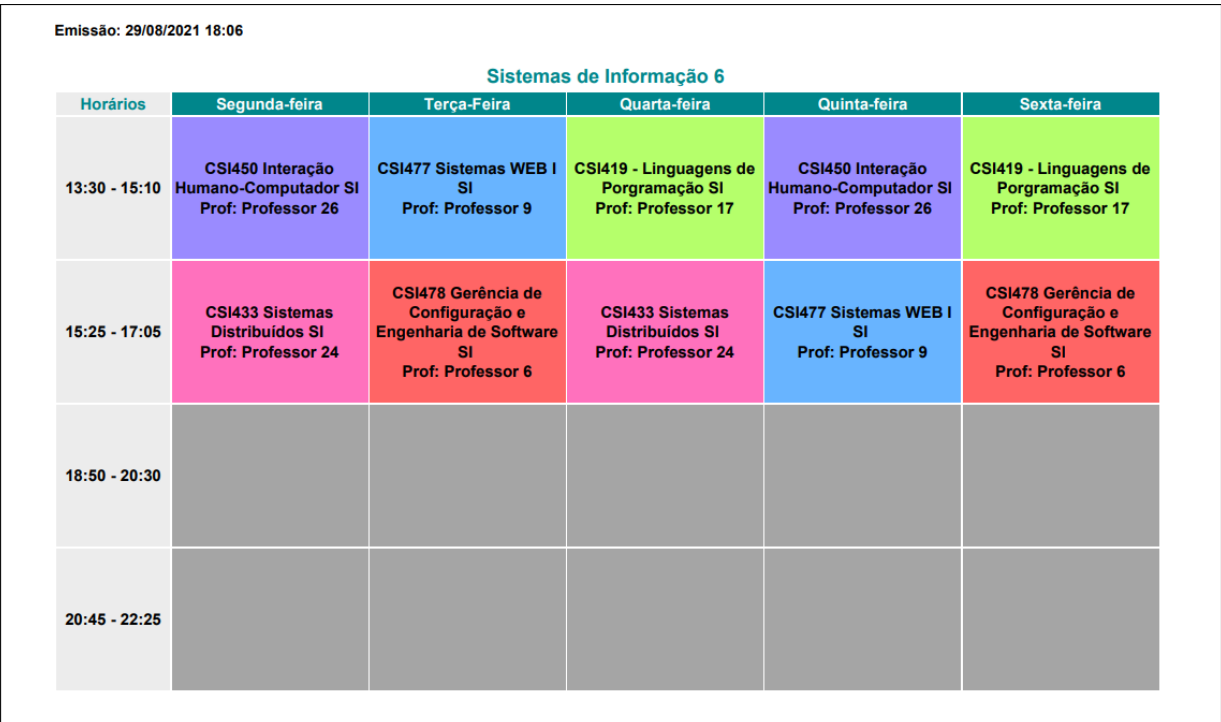 Emissão: 29/08/2021 18:06
Sistemas de Informação 6
Horários Segunda-feira Terça-Feira Quarta-feira Quinta-feira Sexta-feira
13:30 - 15:10
CSI450 Interação
Humano-Computador SI
Prof: Professor 26
CSI477 Sistemas WEB I
SI
Prof: Professor 9
CSI419 - Linguagens de
Porgramação SI
Prof: Professor 17
CSI450 Interação
Humano-Computador SI
Prof: Professor 26
CSI419 - Linguagens de
Porgramação SI
Prof: Professor 17
15:25 - 17:05
CSI433 Sistemas
Distribuídos SI
Prof: Professor 24
CSI478 Gerência de
Configuração e
Engenharia de Software
SI
Prof: Professor 6
CSI433 Sistemas
Distribuídos SI
Prof: Professor 24
CSI477 Sistemas WEB I
SI
Prof: Professor 9
CSI478 Gerência de
Configuração e
Engenharia de Software
SI
Prof: Professor 6
18:50 - 20:30
20:45 - 22:25